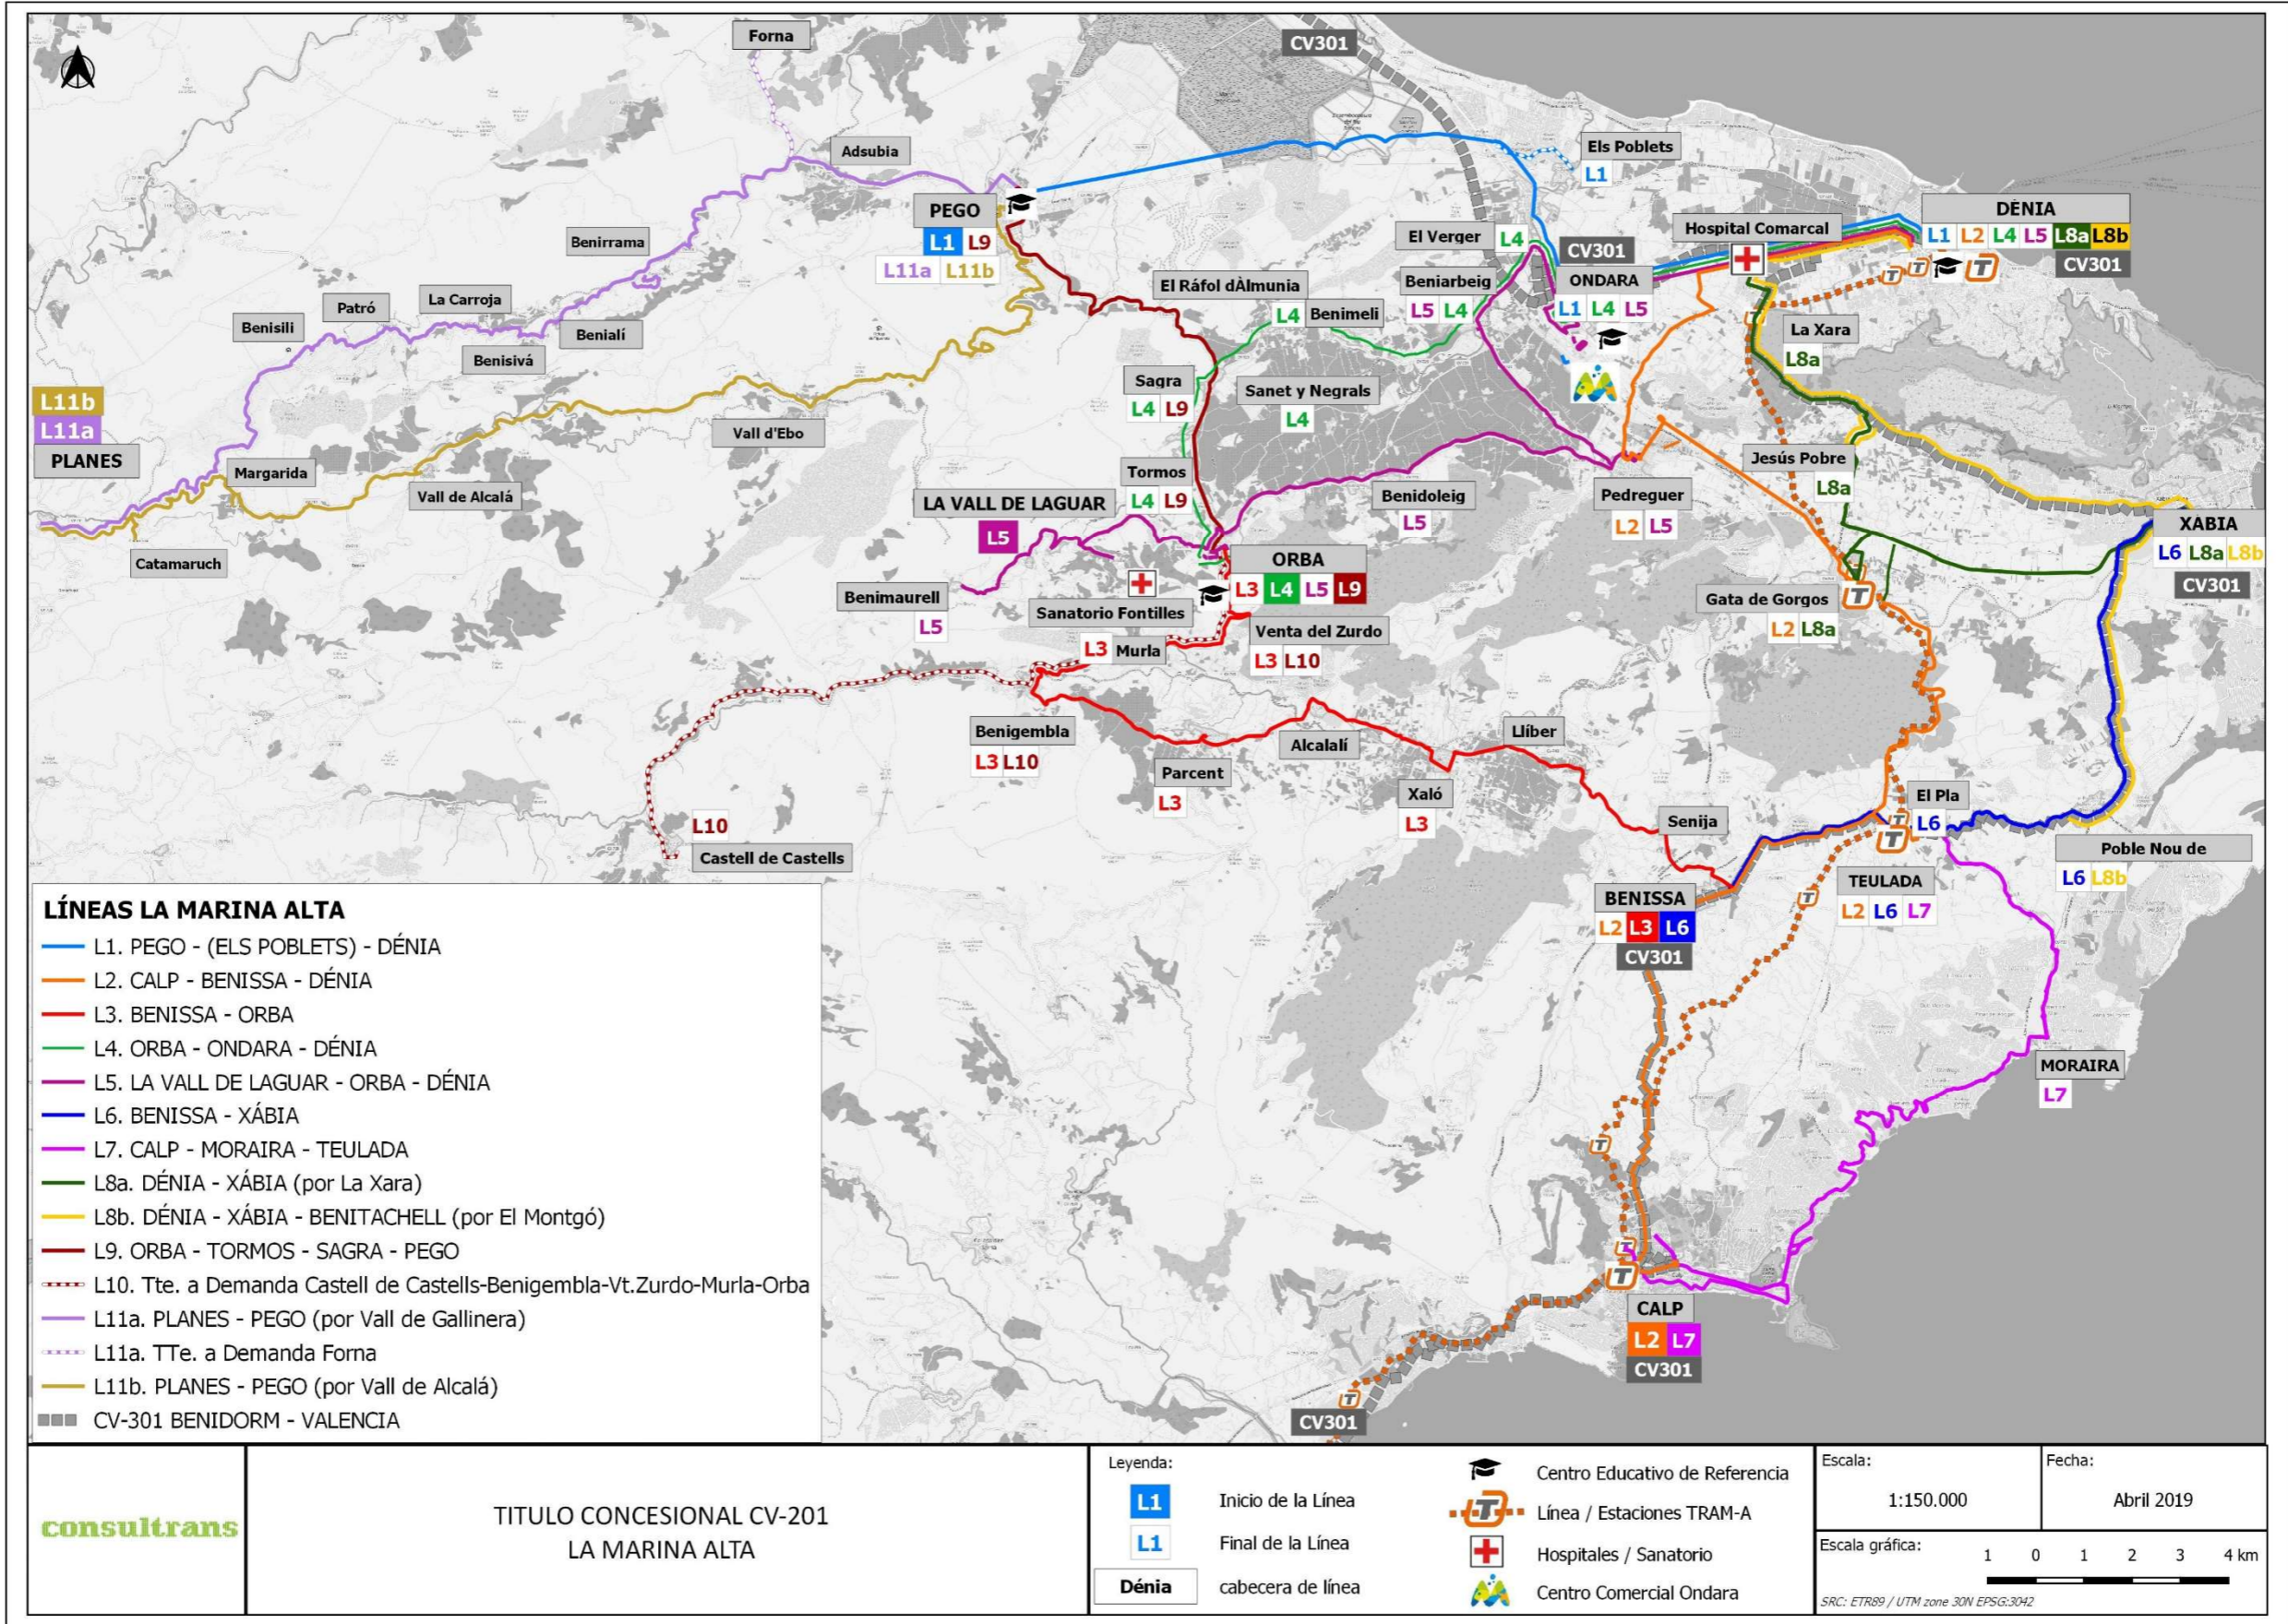 Forna
CV301
Adsubia
Els Poblets
L1
PEGO
L1 L9
L11a L11b
DÉNIA
L1 L2 L4 L5 L8a L8b
CV301
Hospital Comarcal
El Verger
L4
CV301
ONDARA
L1 L4 L5
Benirrama
El Ráfol dÀlmunia
L4 Benimeli
Beniarbeig
L5 L4
La Carroja
Patró
Benisili
Benialí
Benisivá
La Xara
L8a
Sagra
L4 L9
Sanet y Negrals
L4
L11b
L11a
PLANES
Vall d'Ebo
Margarida
Vall de Alcalá
Tormos
L4 L9
Jesús Pobre
L8a
LA VALL DE LAGUAR
L5
Benidoleig
L5
Pedreguer
L2 L5
XABIA
L6 L8a L8b
CV301
Catamaruch
ORBA
L3 L4 L5 L9
Benimaurell
L5
Sanatorio Fontilles
Gata de Gorgos
L2 L8a
Venta del Zurdo
L3 L10
L3 Murla
Benigembla
L3 L10
Alcalalí
Llíber
Parcent
L3
Xaló
L3
El Pla
L6
Senija
L10
Castell de Castells
Poble Nou de
L6 L8b
TEULADA
L2 L6 L7
BENISSA
L2 L3 L6
CV301
MORAIRA
L7
CALP
L2 L7
CV301
CV301
LÍNEAS LA MARINA ALTA
L1. PEGO - (ELS POBLETS) - DÉNIA
L2. CALP - BENISSA - DÉNIA
L3. BENISSA - ORBA
L4. ORBA - ONDARA - DÉNIA
L5. LA VALL DE LAGUAR - ORBA - DÉNIA
L6. BENISSA - XÁBIA
L7. CALP - MORAIRA - TEULADA
L8a. DÉNIA - XÁBIA (por La Xara)
L8b. DÉNIA - XÁBIA - BENITACHELL (por El Montgó)
L9. ORBA - TORMOS - SAGRA - PEGO
L10. Tte. a Demanda Castell de Castells-Benigembla-Vt.Zurdo-Murla-Orba
L11a. PLANES - PEGO (por Vall de Gallinera)
L11a. TTe. a Demanda Forna
L11b. PLANES - PEGO (por Vall de Alcalá)
CV-301 BENIDORM - VALENCIA
consultrans
TITULO CONCESIONAL CV-201
LA MARINA ALTA
Leyenda:
L1 Inicio de la Línea
L1 Final de la Línea
Dénia cabecera de línea
Centro Educativo de Referencia
T Línea / Estaciones TRAM-A
Hospitales / Sanatorio
Centro Comercial Ondara
Escala:
1:150.000
Fecha:
Abril 2019
Escala gráfica:
1 0 1 2 3 4 km
SRC: ETR89 / UTM zone 30N EPSG:3042